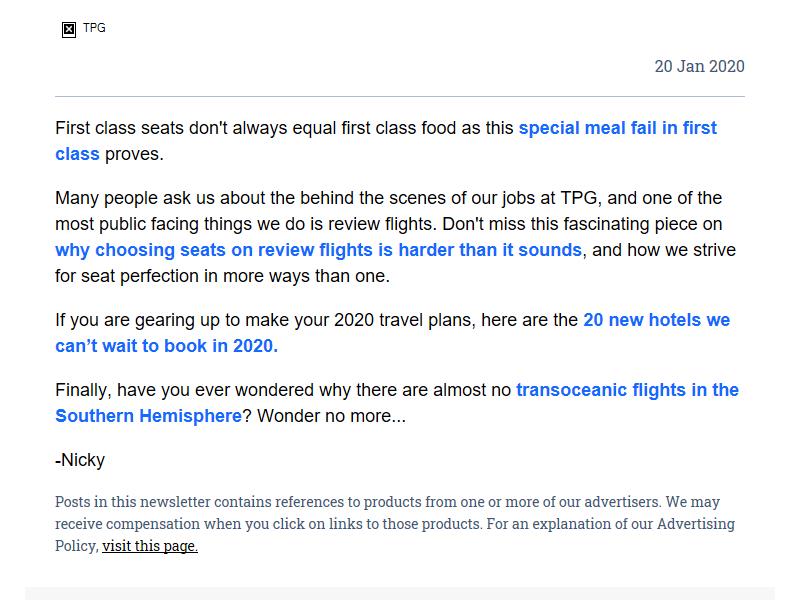 TPG
20 Jan 2020
First class seats don't always equal first class food as this special meal fail in first
class proves.
Many people ask us about the behind the scenes of our jobs at TPG, and one of the
most public facing things we do is review flights. Don't miss this fascinating piece on
why choosing seats on review flights is harder than it sounds, and how we strive
for seat perfection in more ways than one.
If you are gearing up to make your 2020 travel plans, here are the 20 new hotels we
can’t wait to book in 2020.
Finally, have you ever wondered why there are almost no transoceanic flights in the
Southern Hemisphere? Wonder no more...
-Nicky
Posts in this newsletter contains references to products from one or more of our advertisers. We may
receive compensation when you click on links to those products. For an explanation of our Advertising
Policy, visit this page.